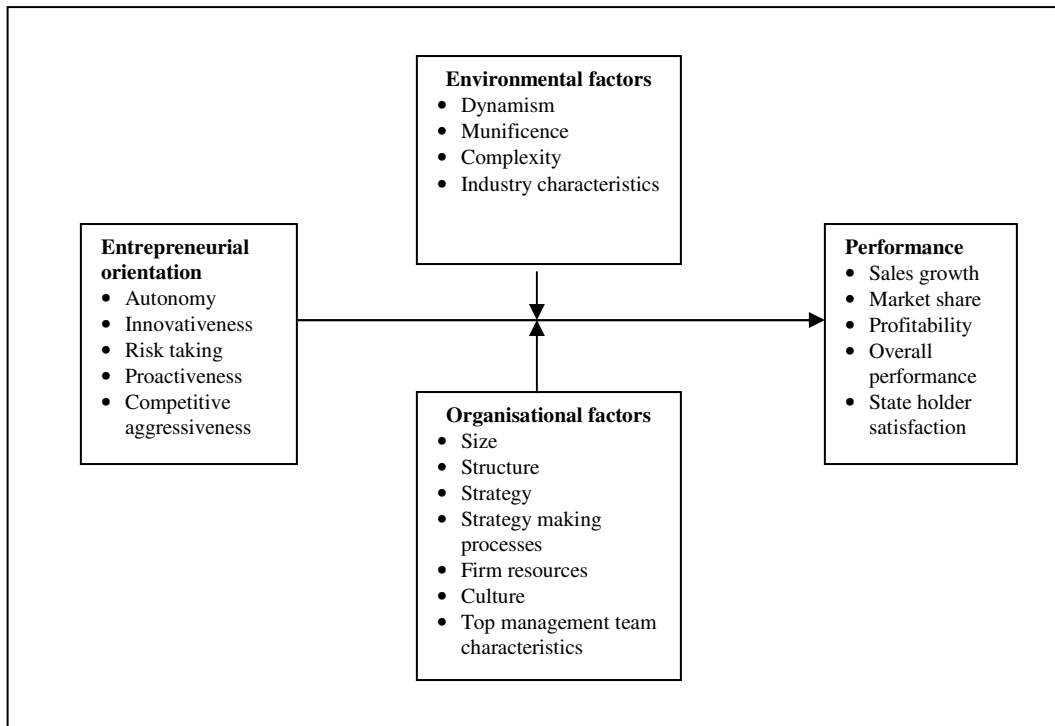 Environmental factors
• Dynamism
• Munificence
• Complexity
• Industry characteristics
Entrepreneurial
orientation
• Autonomy
• Innovativeness
• Risk taking
• Proactiveness
• Competitive
aggressiveness
Performance
• Sales growth
• Market share
• Profitability
• Overall
performance
• State holder
satisfaction
Organisational factors
• Size
• Structure
• Strategy
• Strategy making
processes
• Firm resources
• Culture
• Top management team
characteristics